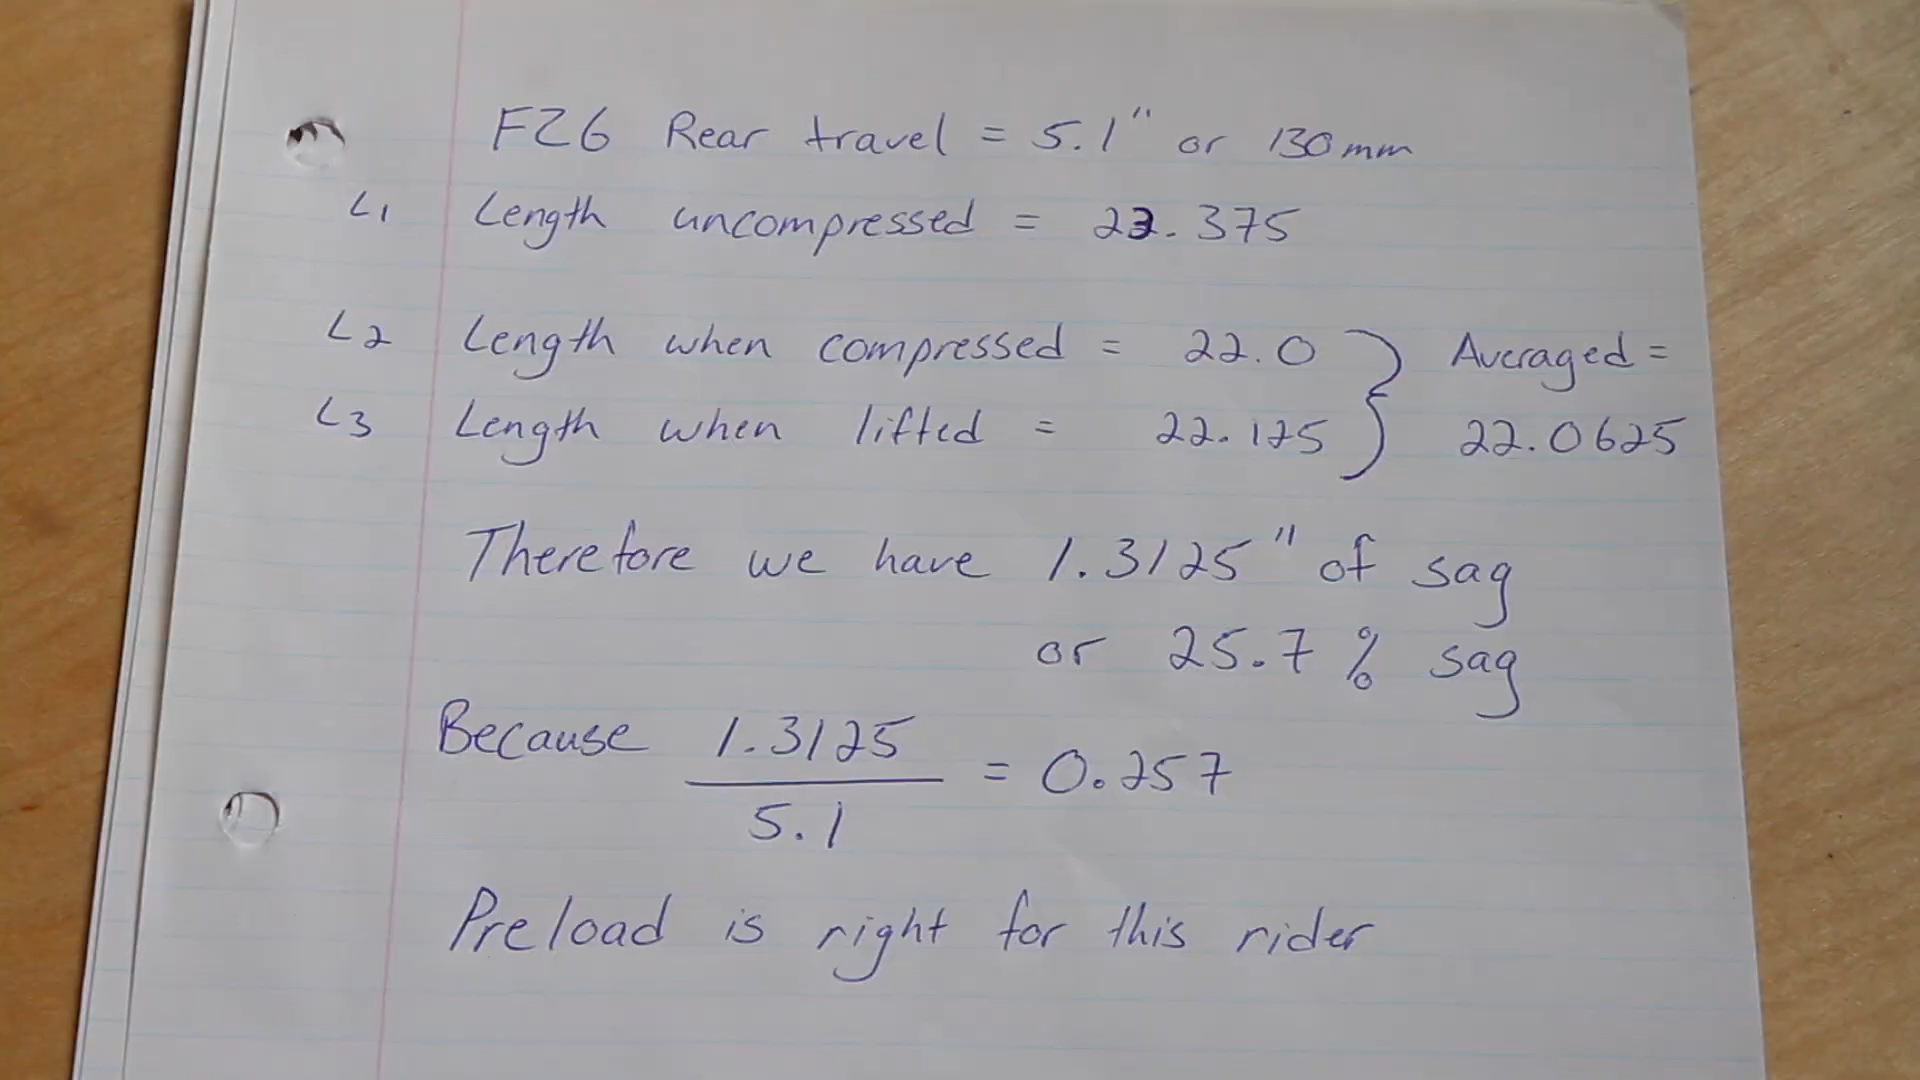 FZ6 Rear travel = 5.1" or 130mm
L1 Length uncompressed = 23.375
L2 Length when compressed = 22.0 } Averaged =
L3 Length when lifted = 22.125 } 22.0625
Therefore we have 1.3125" of sag
or 25.7 % sag
Because 1.3125
= 0.257
5.1
Preload is right for this rider